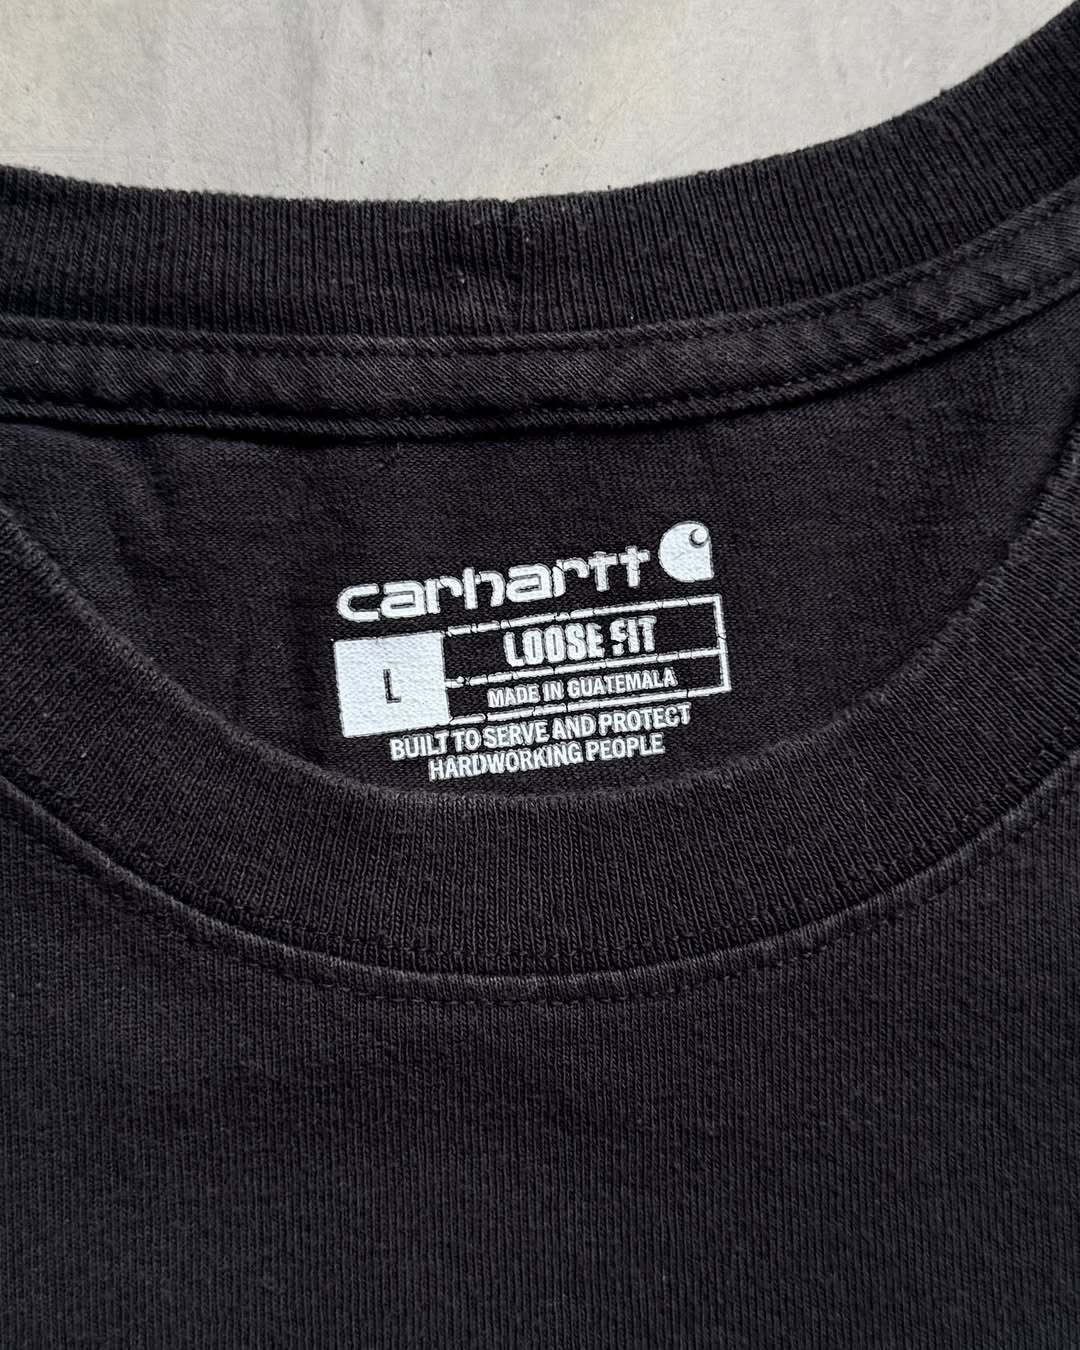 carhartt
L
LOOSE FIT
MADE IN GUATEMALA
BUILT TO SERVE AND PROTECT
HARDWORKING PEOPLE